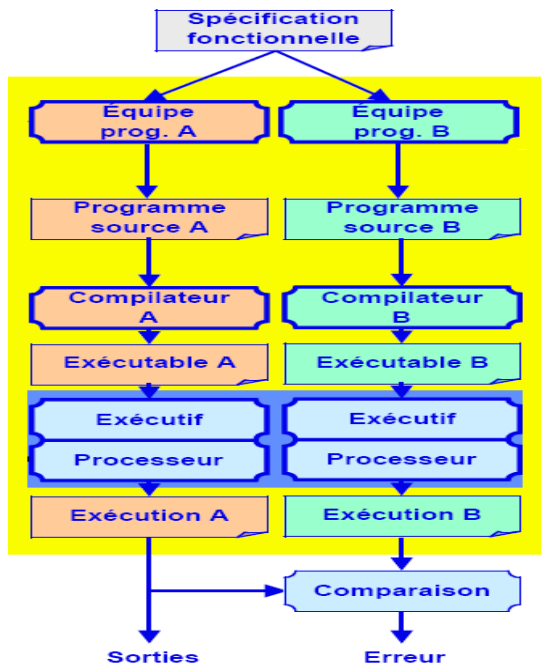 Spécification
fonctionnelle
Équipe
prog. A
Équipe
prog. B
Programme
source A
Programme
source B
Compilateur
A
Compilateur
B
Exécutable A
Exécutable B
Exécutif
Exécutif
Processeur
Processeur
Exécution A
Exécution B
Comparaison
Sorties
Erreur